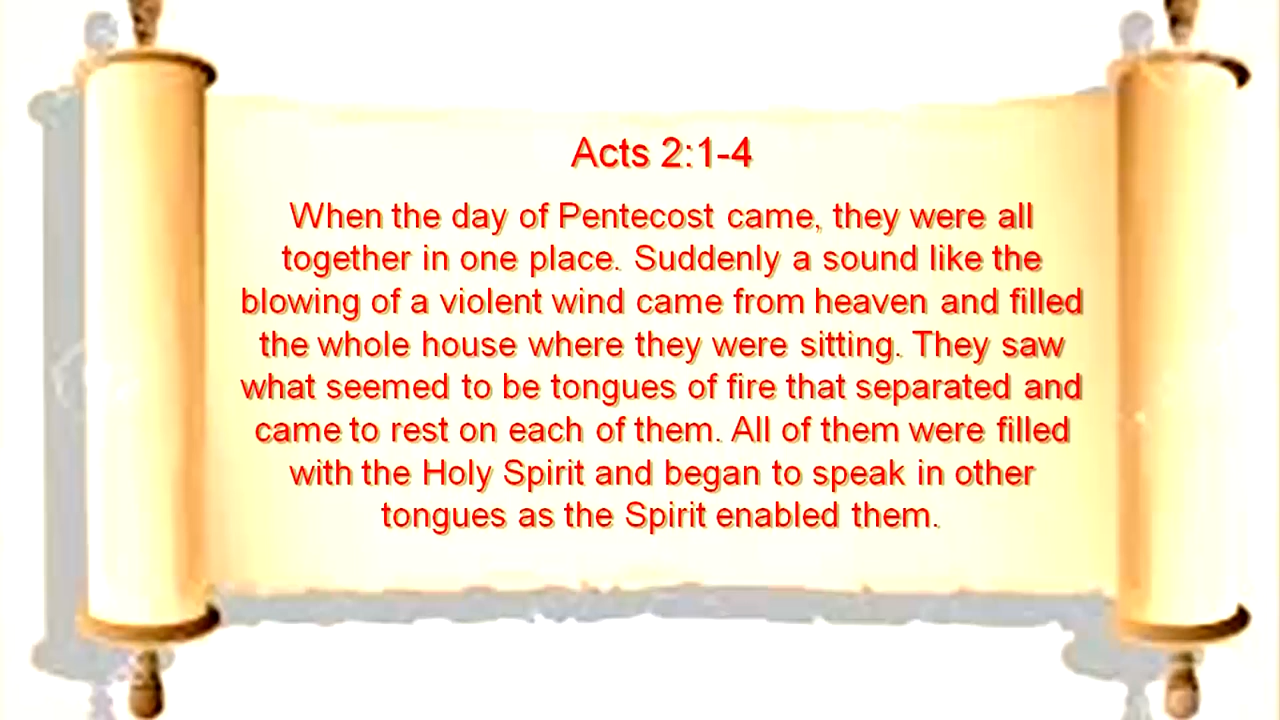 Acts 2:1-4
When the day of Pentecost came, they were all
together in one place. Suddenly a sound like the
blowing of a violent wind came from heaven and filled
the whole house where they were sitting. They saw
what seemed to be tongues of fire that separated and
came to rest on each of them. All of them were filled
with the Holy Spirit and began to speak in other
tongues as the Spirit enabled them.